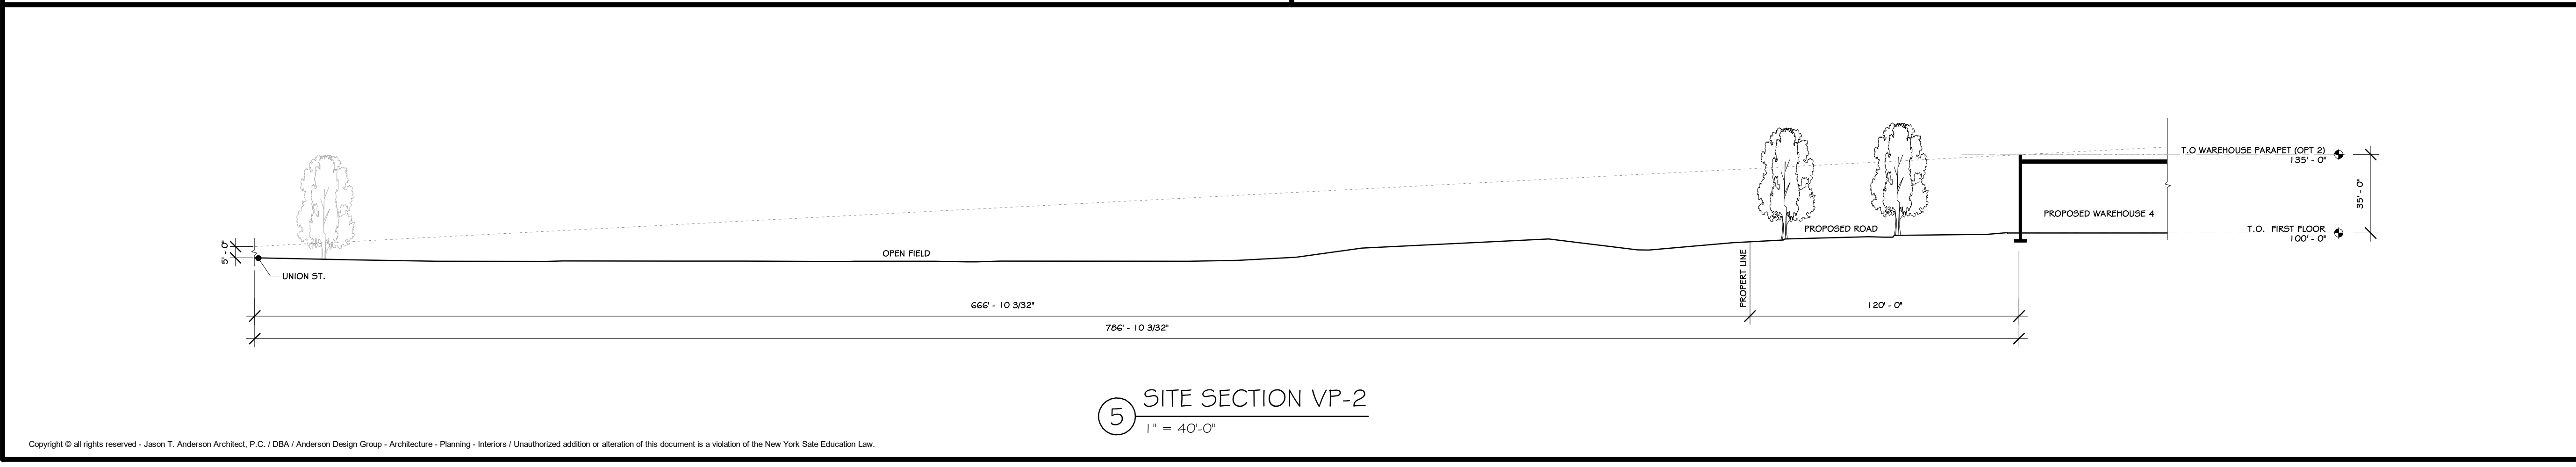 T.O WAREHOUSE PARAPET (OPT 2)
135' - 0"
35' - 0"
PROPOSED WAREHOUSE 4
T.O. FIRST FLOOR
100' - 0"
PROPOSED ROAD
5' - 0"
OPEN FIELD
UNION ST.
PROPERT LINE
666' - 10 3/32"
120' - 0"
786' - 10 3/32"
5
SITE SECTION VP-2
1" = 40'-0"
Copyright © all rights reserved - Jason T. Anderson Architect, P.C. / DBA / Anderson Design Group - Architecture - Planning - Interiors / Unauthorized addition or alteration of this document is a violation of the New York Sate Education Law.